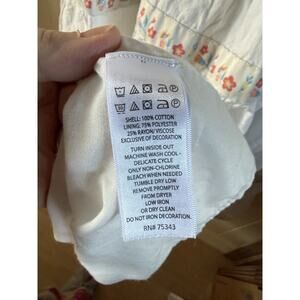 SHELL: 100% COTTON
LINING: 75% POLYESTER
25% RAYON/VISCOSE
EXCLUSIVE OF DECORATION
TURN INSIDE OUT
MACHINE WASH COOL -
DELICATE CYCLE
ONLY NON-CHLORINE
BLEACH WHEN NEEDED
TUMBLE DRY LOW
REMOVE PROMPTLY
FROM DRYER
LOW IRON
OR DRY CLEAN
DO NOT IRON DECORATION
RN# 75343